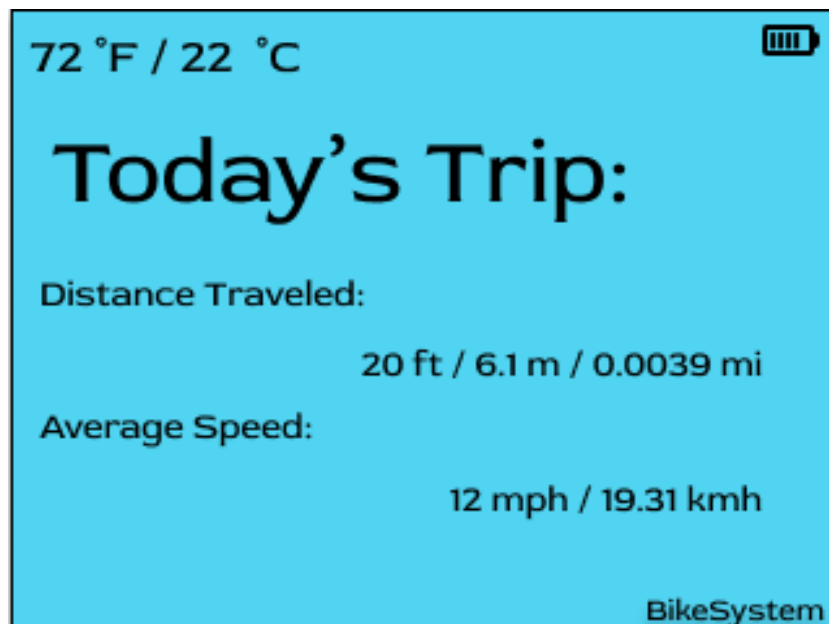 72 °F / 22 °C
Today’s Trip:
Distance Traveled:
20 ft / 6.1 m / 0.0039 mi
Average Speed:
12 mph / 19.31 kmh
BikeSystem